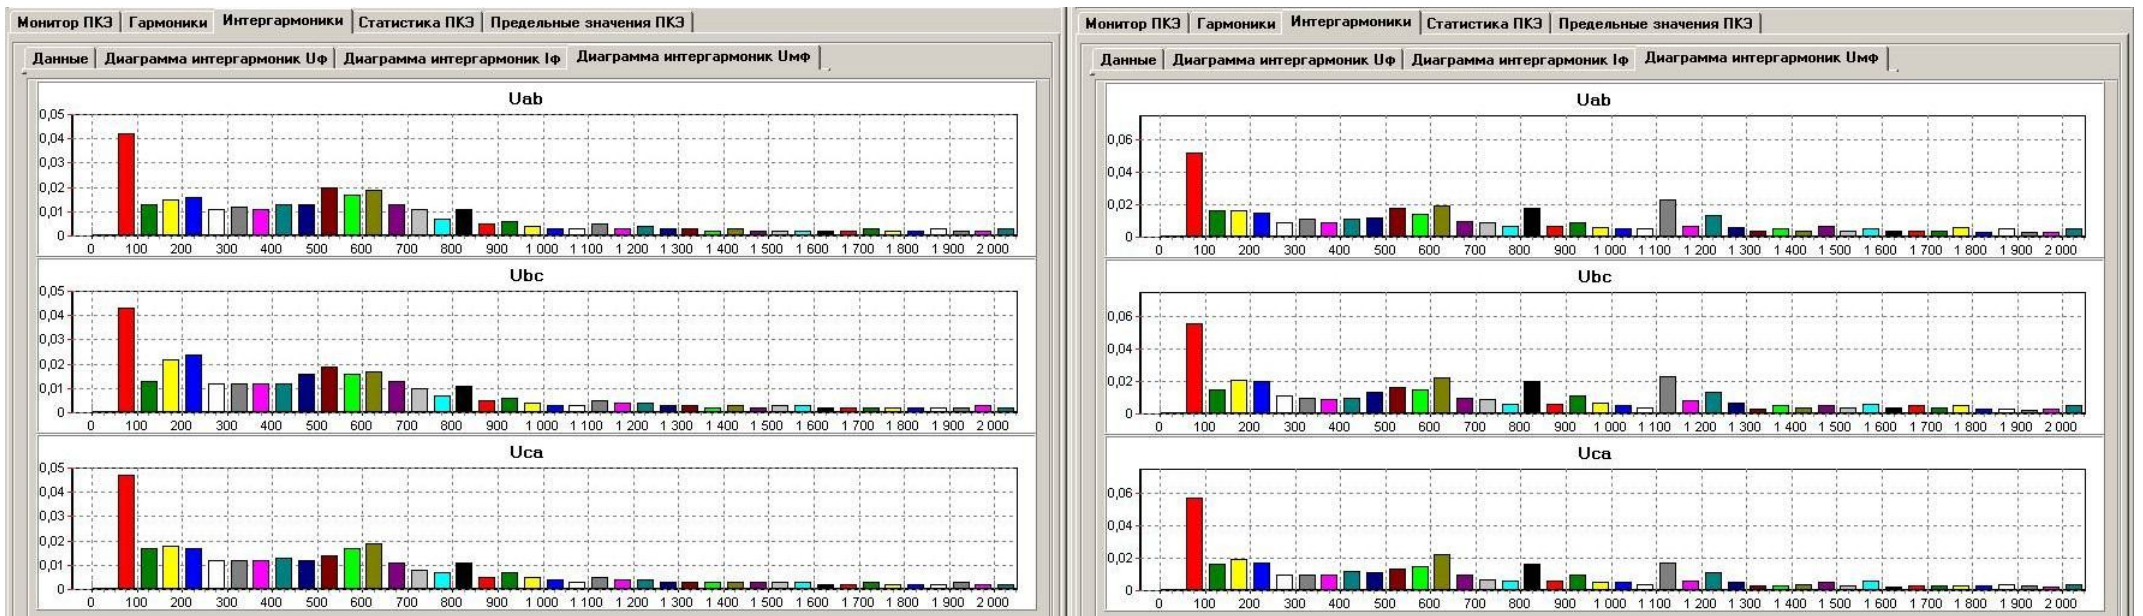 Монитор ПКЭ Гармоники Интергармоники Статистика ПКЭ Предельные значения ПКЭ
Данные Диаграмма интергармоник Uф Диаграмма интергармоник Iф Диаграмма интергармоник Uмф
Uab
0,05
0,04
0,03
0,02
0,01
0
0 100 200 300 400 500 600 700 800 900 1 000 1 100 1 200 1 300 1 400 1 500 1 600 1 700 1 800 1 900 2 000
Ubc
0,05
0,04
0,03
0,02
0,01
0
0 100 200 300 400 500 600 700 800 900 1 000 1 100 1 200 1 300 1 400 1 500 1 600 1 700 1 800 1 900 2 000
Uca
0,05
0,04
0,03
0,02
0,01
0
0 100 200 300 400 500 600 700 800 900 1 000 1 100 1 200 1 300 1 400 1 500 1 600 1 700 1 800 1 900 2 000
Монитор ПКЭ Гармоники Интергармоники Статистика ПКЭ Предельные значения ПКЭ
Данные Диаграмма интергармоник Uф Диаграмма интергармоник Iф Диаграмма интергармоник Uмф
Uab
0,06
0,04
0,02
0
0 100 200 300 400 500 600 700 800 900 1 000 1 100 1 200 1 300 1 400 1 500 1 600 1 700 1 800 1 900 2 000
Ubc
0,06
0,04
0,02
0
0 100 200 300 400 500 600 700 800 900 1 000 1 100 1 200 1 300 1 400 1 500 1 600 1 700 1 800 1 900 2 000
Uca
0,06
0,04
0,02
0
0 100 200 300 400 500 600 700 800 900 1 000 1 100 1 200 1 300 1 400 1 500 1 600 1 700 1 800 1 900 2 000